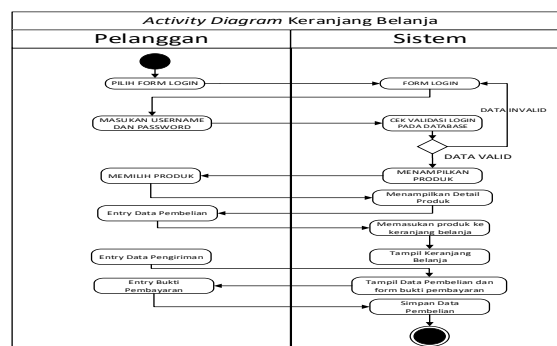 Activity Diagram Keranjang Belanja
Pelanggan
Sistem
PILIH FORM LOGIN
FORM LOGIN
DATA INVALID
MASUKAN USERNAME
DAN PASSWORD
CEK VALIDASI LOGIN
PADA DATABASE
DATA VALID
MEMILIH PRODUK
MENAMPILKAN
PRODUK
Menampilkan Detail
Produk
Entry Data Pembelian
Memasukan produk ke
keranjang belanja
Entry Data Pengiriman
Tampil Keranjang
Belanja
Entry Bukti
Pembayaran
Tampil Data Pembelian dan
form bukti pembayaran
Simpan Data
Pembelian